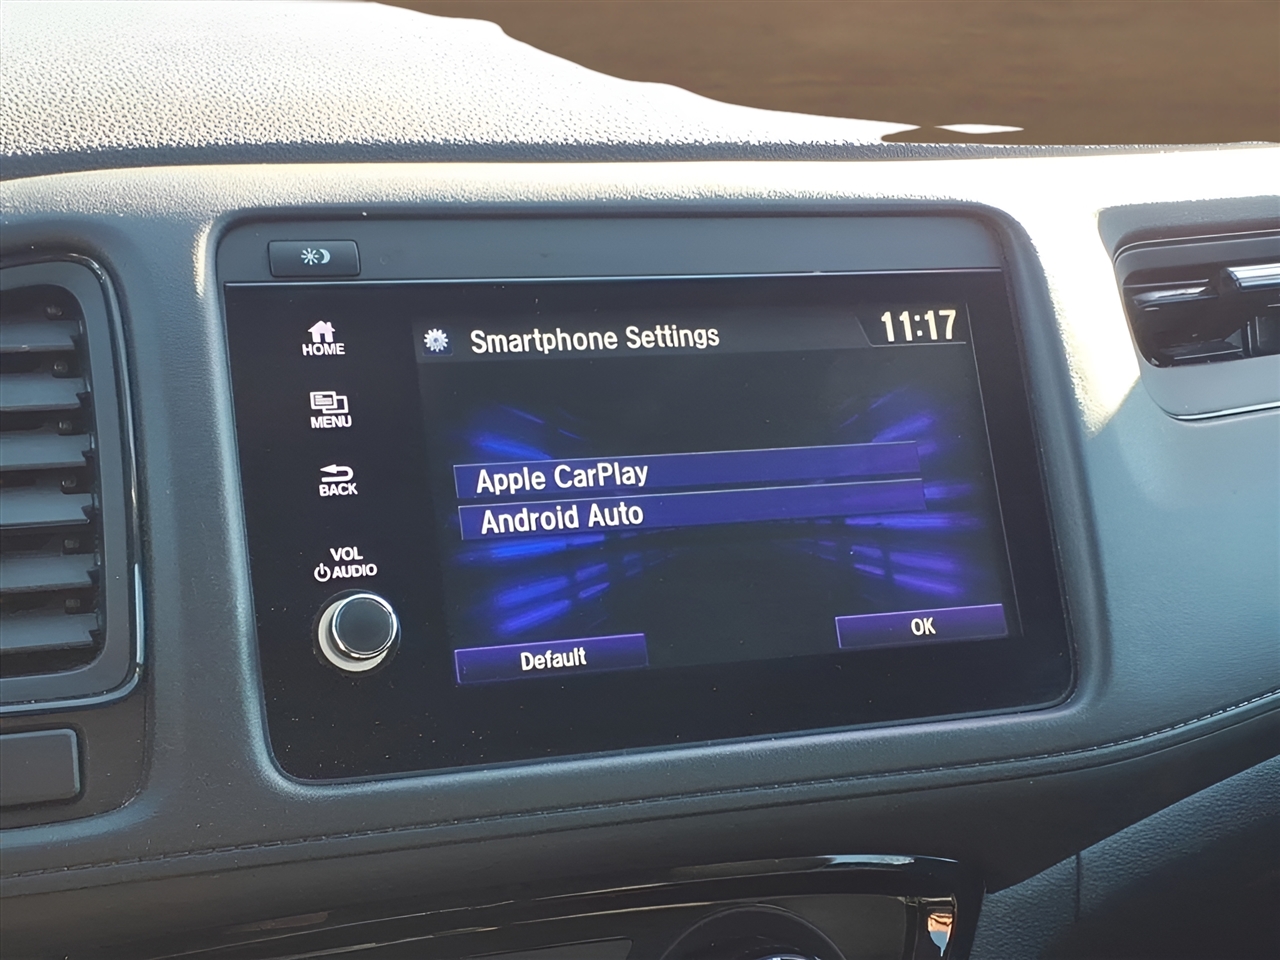 HOME
MENU
BACK
VOL
AUDIO
Smartphone Settings
11:17
Apple CarPlay
Android Auto
Default
OK